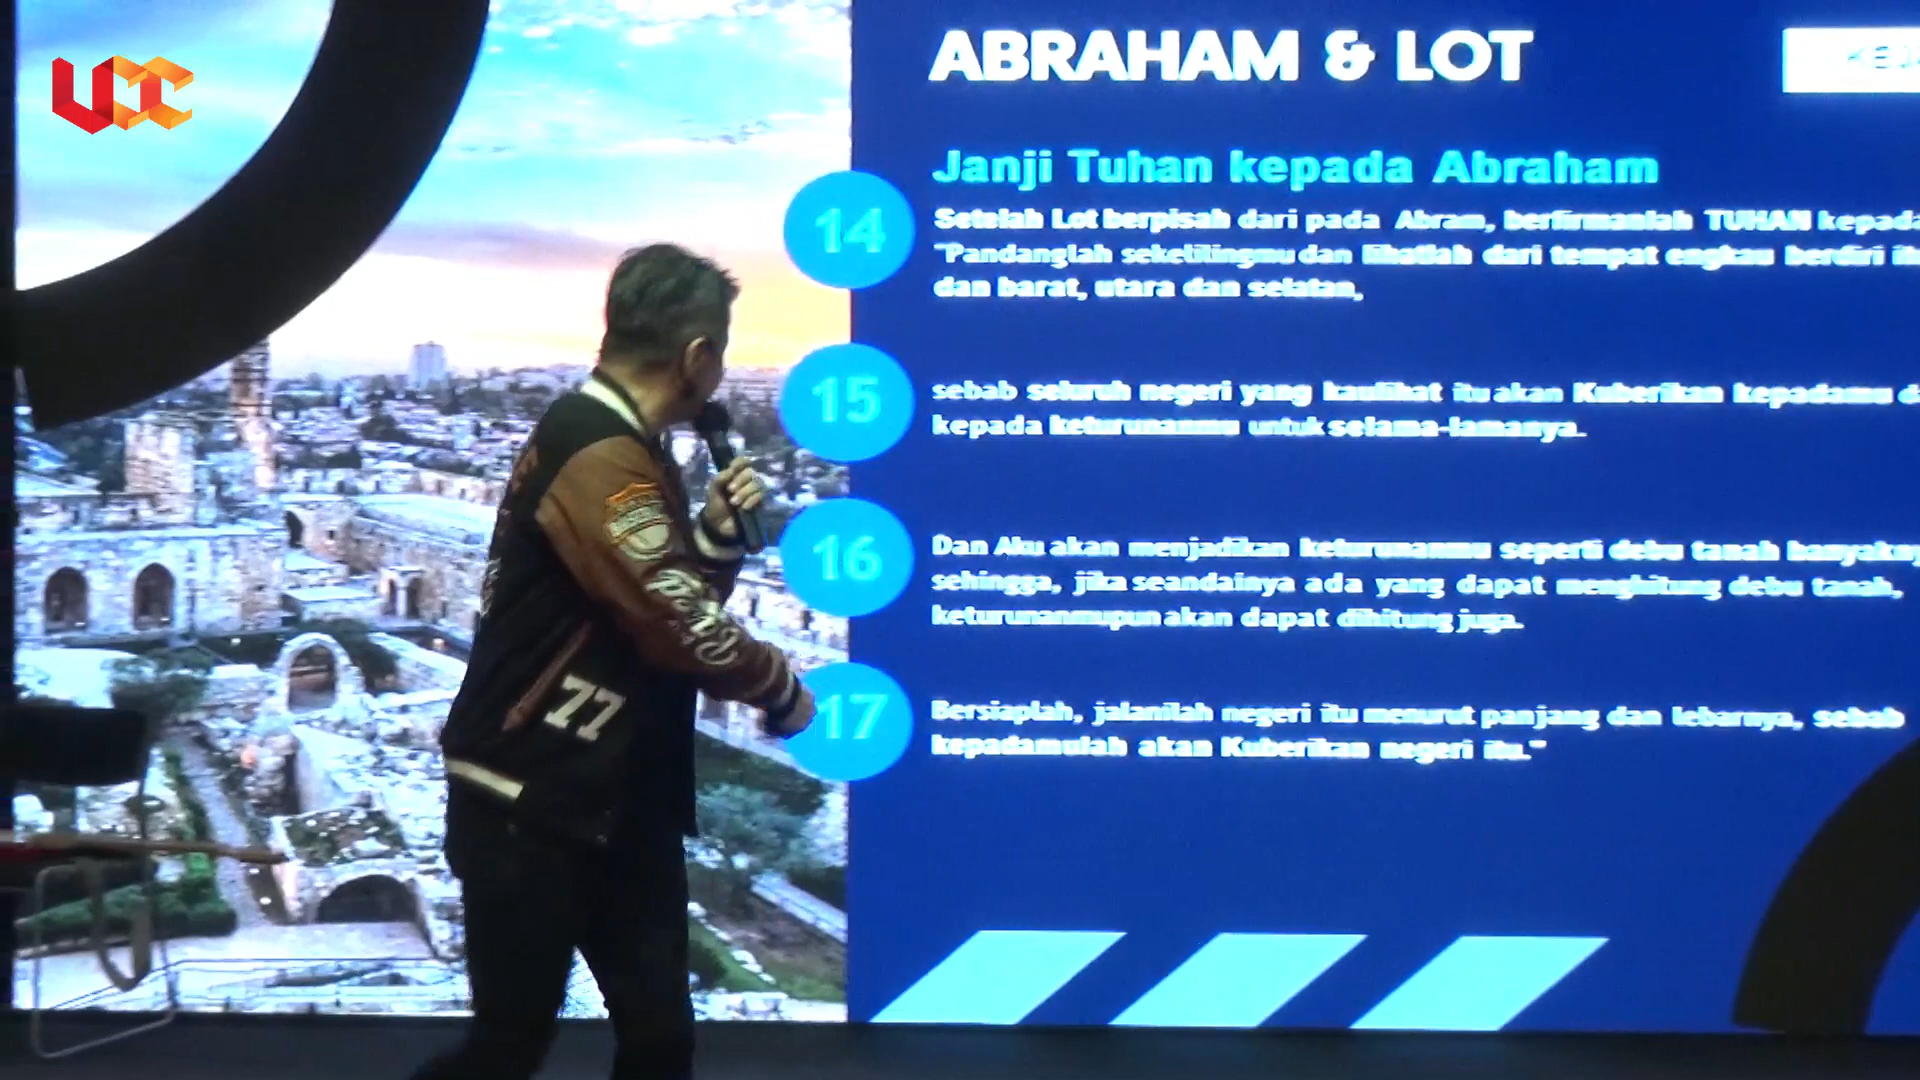 UCC
ABRAHAM & LOT
Janji Tuhan kepada Abraham
14
Setelah Lot berpisah dari pada Abram, berfirmanlah TUHAN
"Pandanglah sekelilingmu dan lihatlah dari tempat engkau berdiri
dan barat, utara dan selatan,
15
sebab seluruh negeri yang kaulihat itu akan Kuberikan kepadamu
kepada keturunanmu untuk selama-lamanya.
16
Dan Aku akan menjadikan keturunanmu seperti debu tanah
sehingga, jika seandainya ada yang dapat menghitung debu tanah,
keturunanmupun akan dapat dihitung juga.
17
Bersiaplah, jalanilah negeri itu menurut panjang dan lebarnya, sebab
kepadamulah akan Kuberikan negeri itu."
77